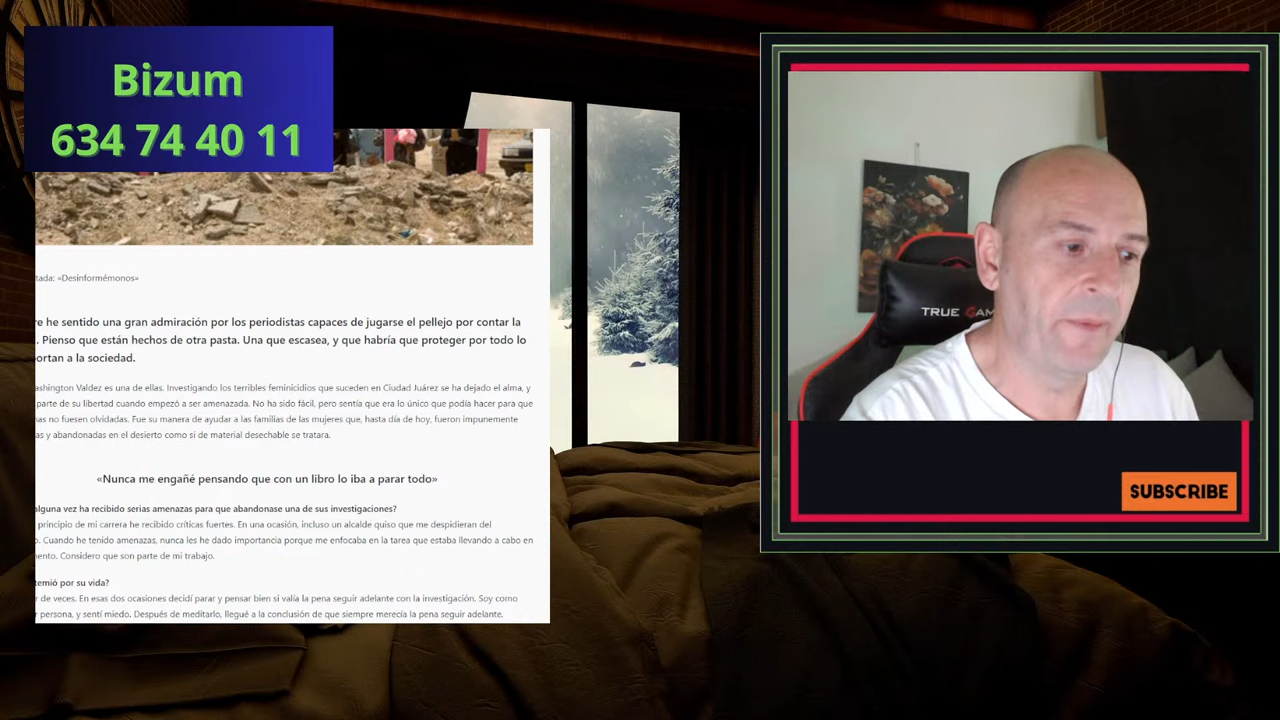 Bizum
634 74 40 11
tada: «Desinformémonos»
re he sentido una gran admiración por los periodistas capaces de jugarse el pellejo por contar la
. Pienso que están hechos de otra pasta. Una que escasea, y que habría que proteger por todo lo
portan a la sociedad.
ashington Valdez es una de ellas. Investigando los terribles feminicidios que suceden en Ciudad Juárez se ha dejado el alma, y
parte de su libertad cuando empezó a ser amenazada. No ha sido fácil, pero sentía que era lo único que podía hacer para que
nas no fuesen olvidadas. Fue su manera de ayudar a las familias de las mujeres que, hasta día de hoy, fueron impunemente
as y abandonadas en el desierto como si de material desechable se tratara.
«Nunca me engañé pensando que con un libro lo iba a parar todo»
alguna vez ha recibido serias amenazas para que abandonase una de sus investigaciones?
principio de mi carrera he recibido críticas fuertes. En una ocasión, incluso un alcalde quiso que me despidieran del
o. Cuando he tenido amenazas, nunca les he dado importancia porque me enfocaba en la tarea que estaba llevando a cabo en
mento. Considero que son parte de mi trabajo.
temió por su vida?
r de veces. En esas dos ocasiones decidí parar y pensar bien si valía la pena seguir adelante con la investigación. Soy como
r persona, y sentí miedo. Después de meditarlo, llegué a la conclusión de que siempre merecía la pena seguir adelante.
TRUE GAM
SUBSCRIBE